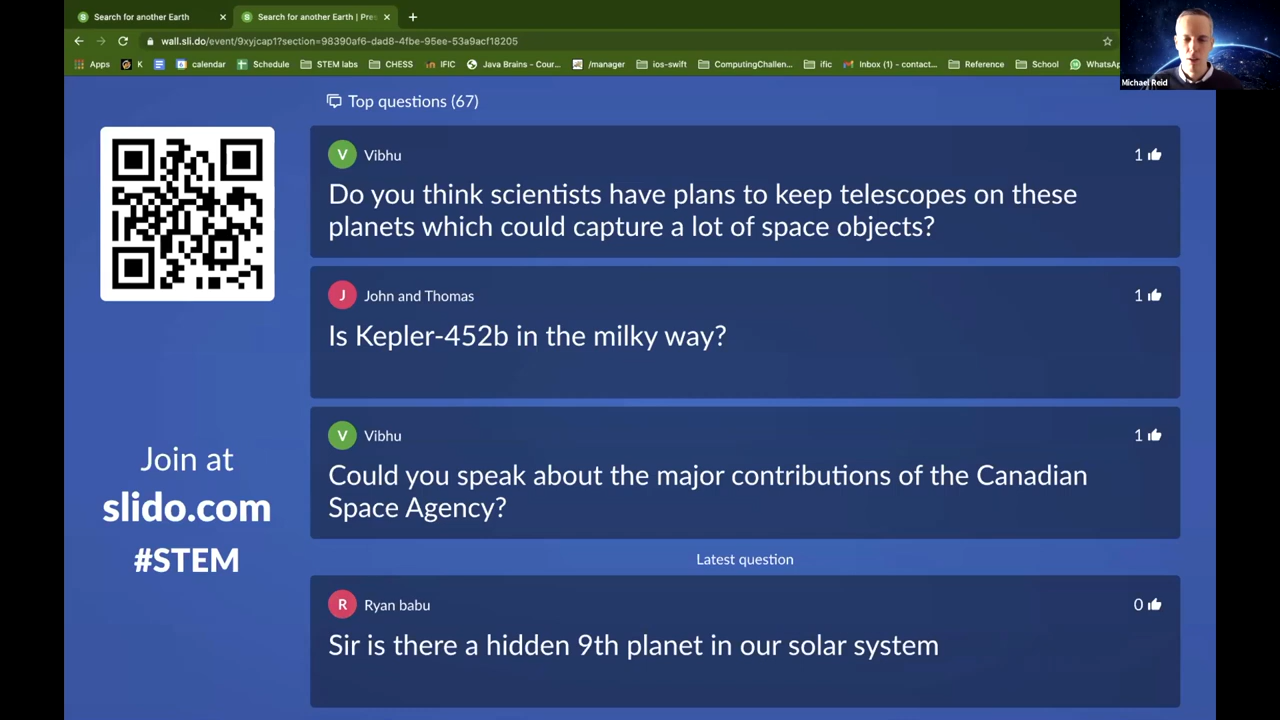 Search for another Earth
Search for another Earth | Pres
wall.sli.do/event/9xyjcap1?section=98390af6-dad8-4fbe-95ee-53a9acf18205
Apps K calendar Schedule STEM labs CHESS IFIC Java Brains - Cour... /manager ios-swift ComputingChallen... ific Inbox (1) - contact... Reference School WhatsAp
Michael Reid
Top questions (67)
V Vibhu 1
Do you think scientists have plans to keep telescopes on these
planets which could capture a lot of space objects?
J John and Thomas 1
Is Kepler-452b in the milky way?
V Vibhu 1
Could you speak about the major contributions of the Canadian
Space Agency?
Join at
slido.com
#STEM
Latest question
R Ryan babu 0
Sir is there a hidden 9th planet in our solar system